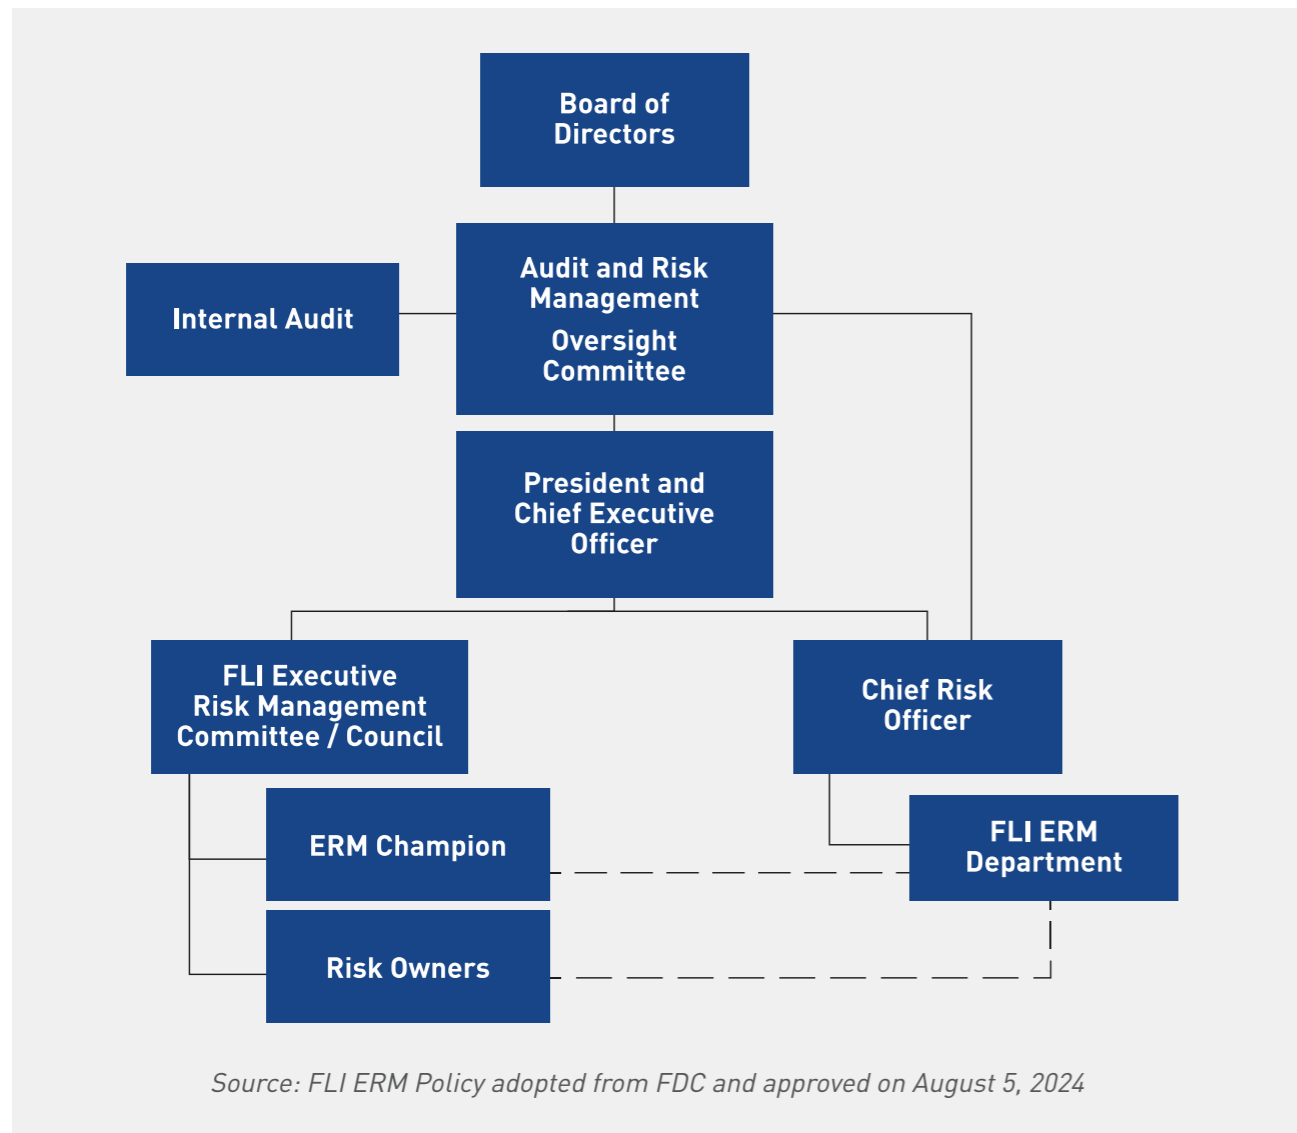 Board of
Directors
Audit and Risk
Management
Oversight
Committee
Internal Audit
President and
Chief Executive
Officer
FLI Executive
Risk Management
Committee / Council
Chief Risk
Officer
ERM Champion
FLI ERM
Department
Risk Owners
Source: FLI ERM Policy adopted from FDC and approved on August 5, 2024